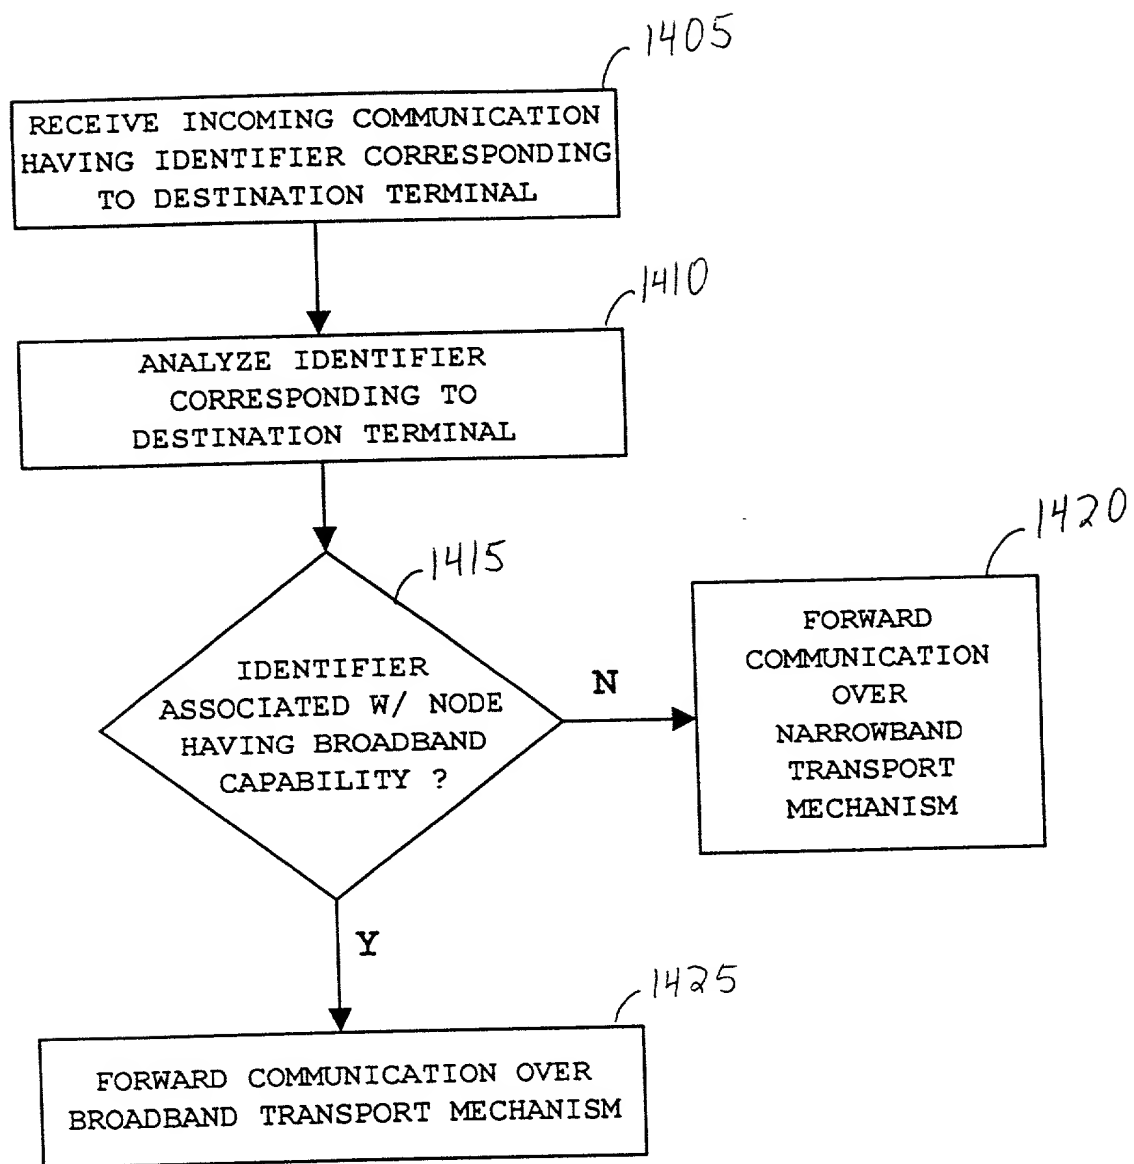 1405
RECEIVE INCOMING COMMUNICATION
HAVING IDENTIFIER CORRESPONDING
TO DESTINATION TERMINAL
1410
ANALYZE IDENTIFIER
CORRESPONDING TO
DESTINATION TERMINAL
1415
IDENTIFIER
ASSOCIATED W/ NODE
HAVING BROADBAND
CAPABILITY ?
N
1420
FORWARD
COMMUNICATION
OVER
NARROWBAND
TRANSPORT
MECHANISM
Y
1425
FORWARD COMMUNICATION OVER
BROADBAND TRANSPORT MECHANISM